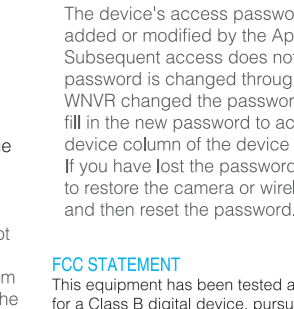 The device's access passwo
added or modified by the Ap
Subsequent access does no
password is changed throug
WNVR changed the passwor
fill in the new password to ac
device column of the device
If you have lost the password
to restore the camera or wirel
and then reset the password.
e
ot
m
he
FCC STATEMENT
This equipment has been tested a
for a Class B digital device, pursu